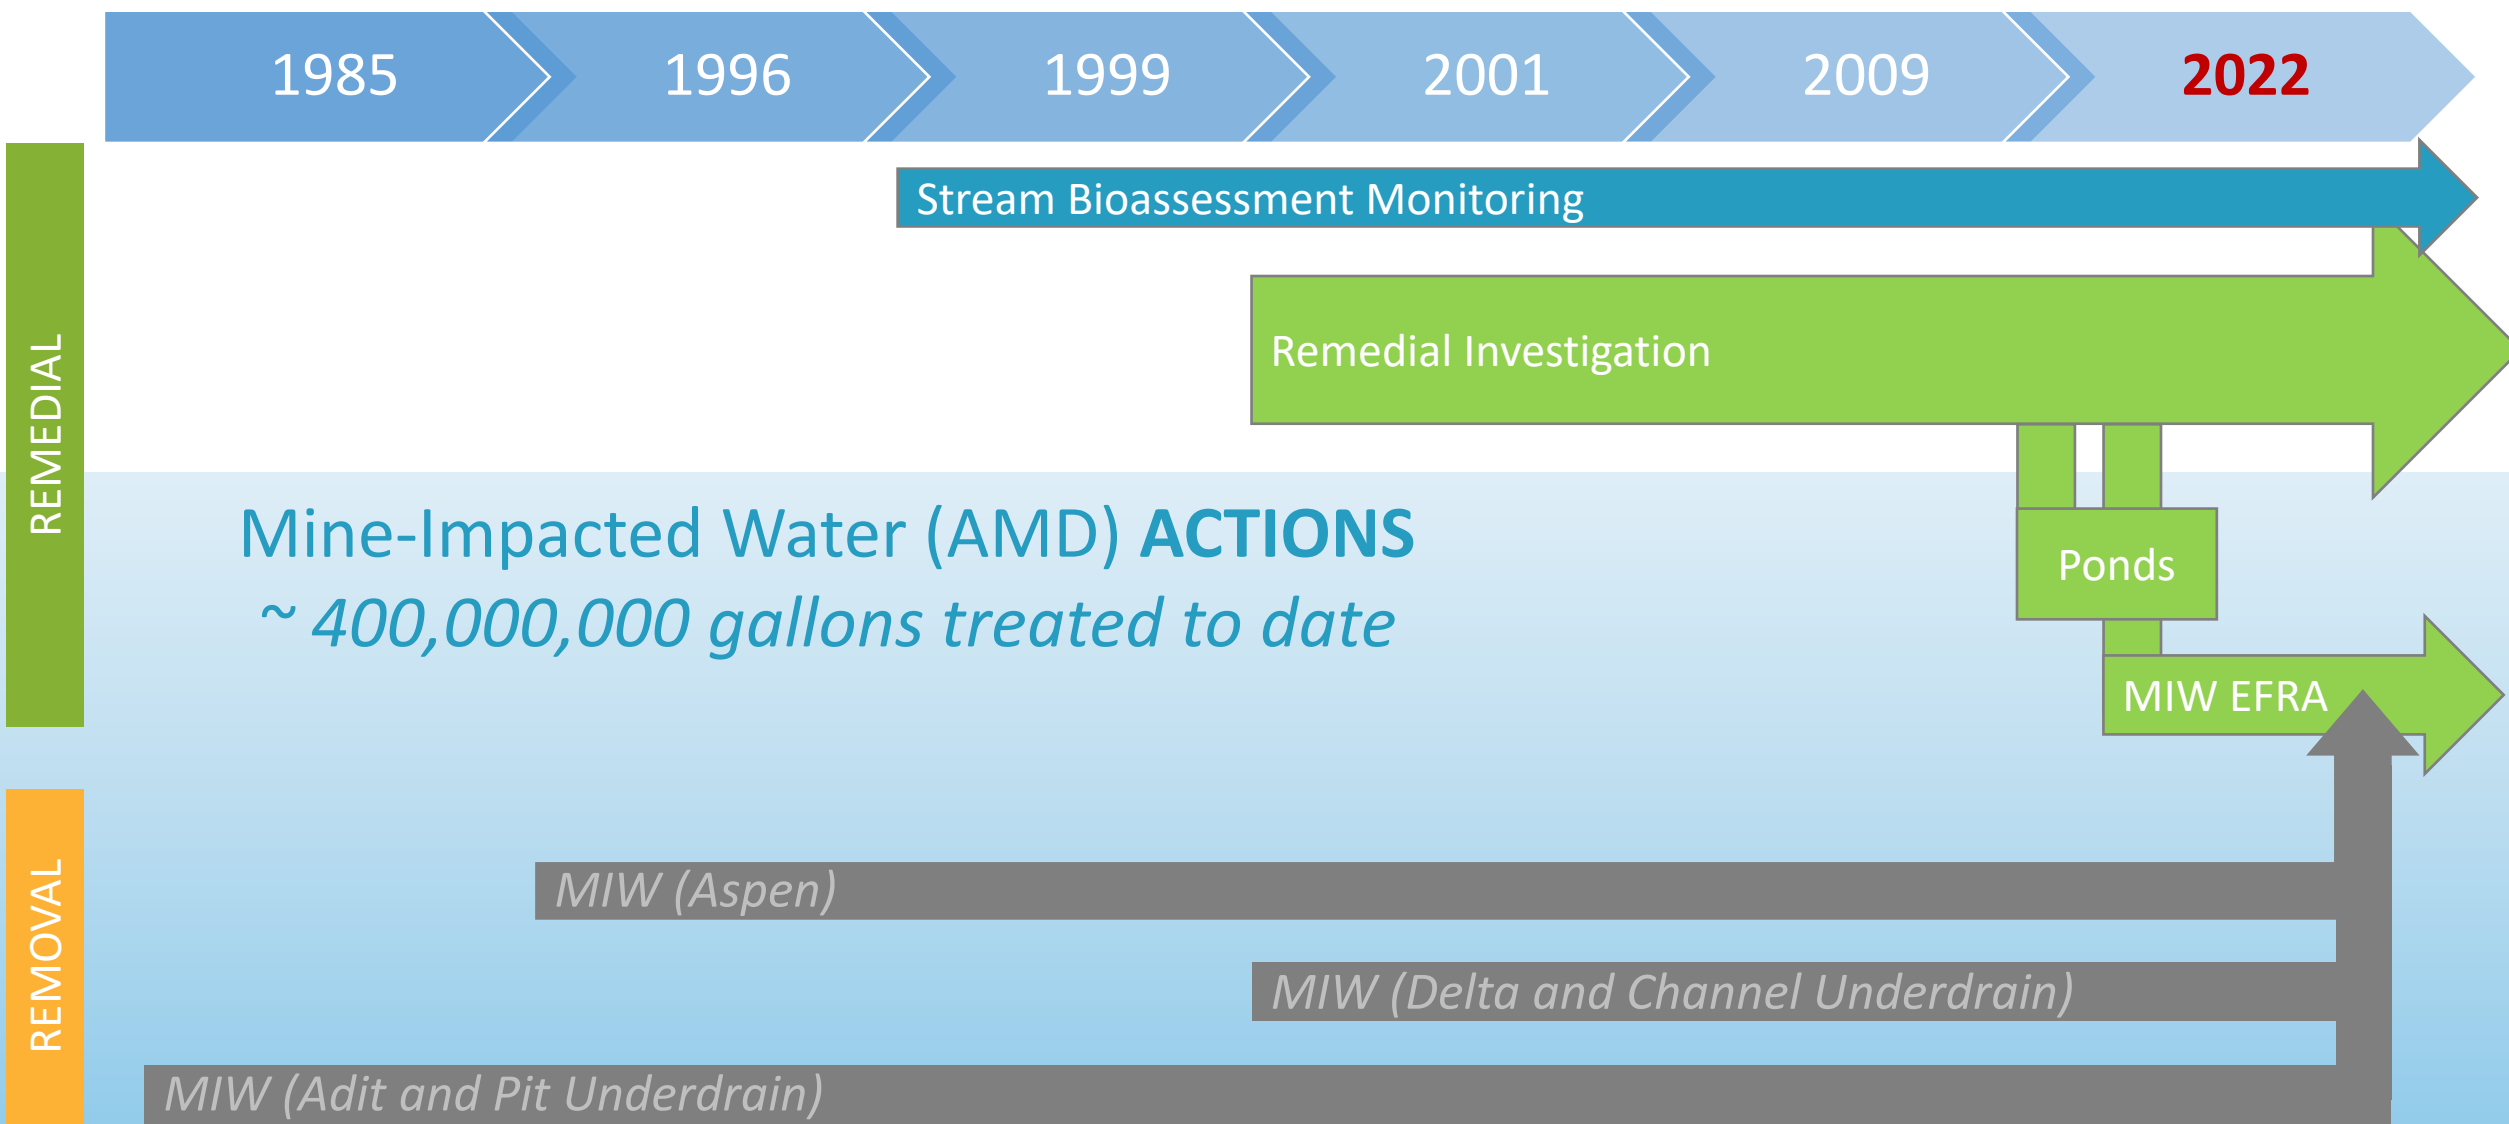 1985 1996 1999 2001 2009 2022
Stream Bioassessment Monitoring
Remedial Investigation
REMEDIAL
Mine-Impacted Water (AMD) ACTIONS
~ 400,000,000 gallons treated to date
Ponds
MIW EFRA
REMOVAL
MIW (Aspen)
MIW (Delta and Channel Underdrain)
MIW (Adit and Pit Underdrain)